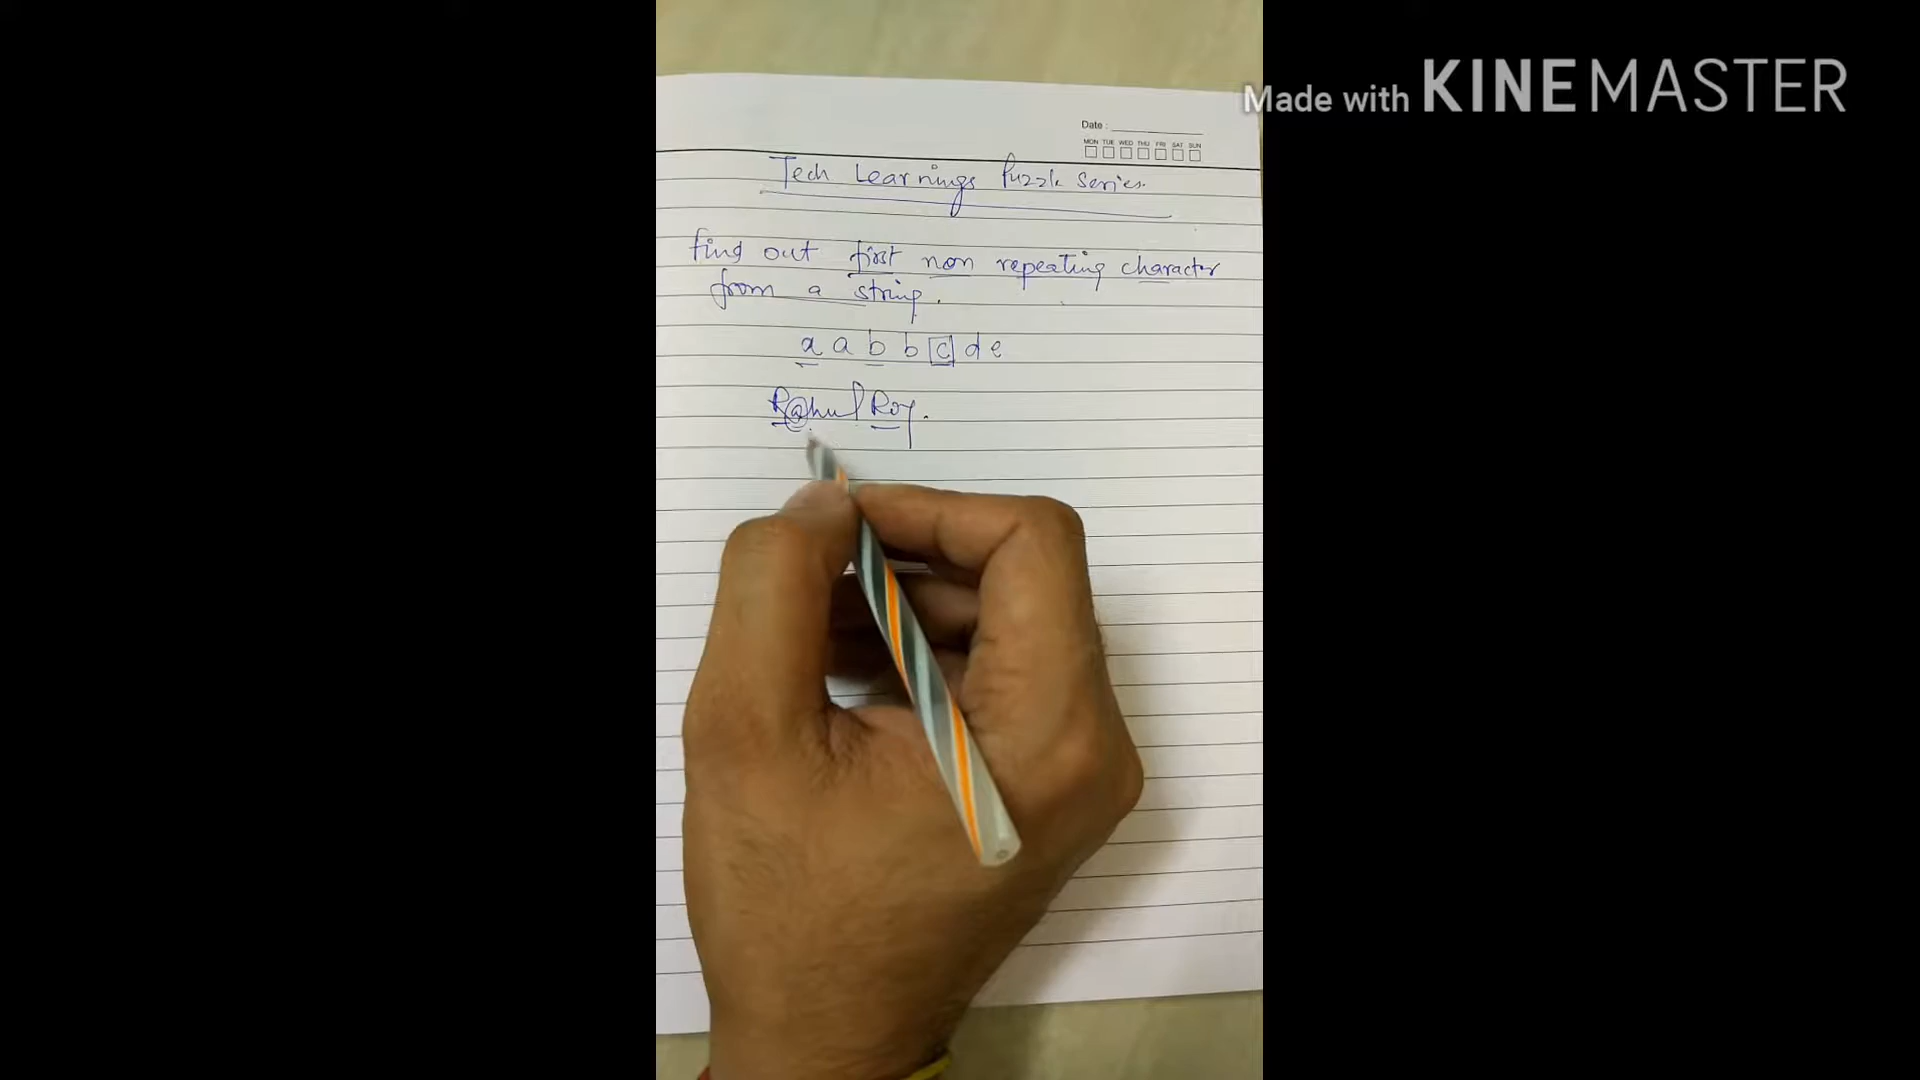 Made with KINEMASTER
Date :
MON TUE WED THU FRI SAT SUN
Tech Learnings Puzzle Series.
find out first non repeating character
from a string.
a a b b c d e
Rahul Roy.